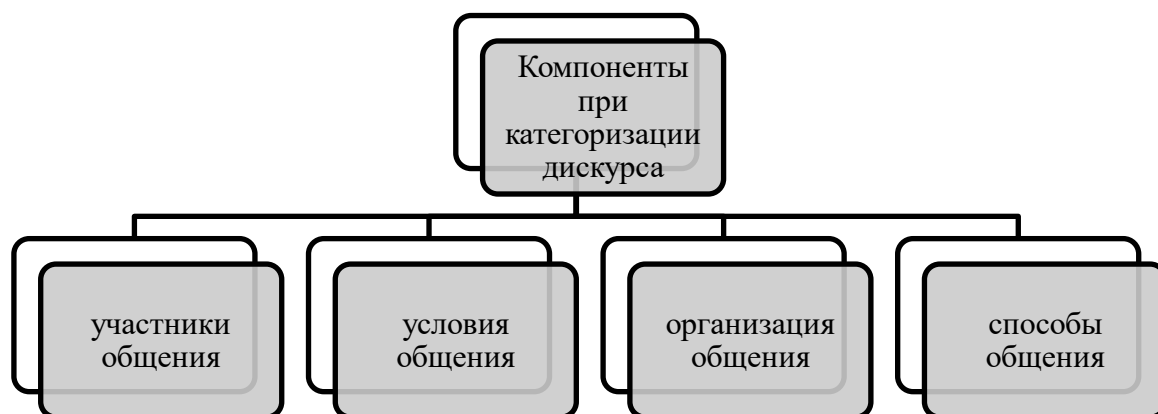 Компоненты
при
категоризации
дискурса
участники
общения
условия
общения
организация
общения
способы
общения